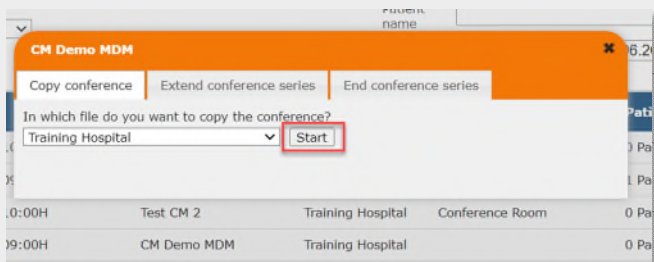 Patient
name
CM Demo MDM
6.20
Copy conference Extend conference series End conference series
In which file do you want to copy the conference?
Training Hospital Start
Pati
0 Pa
1 Pa
0:00H Test CM 2 Training Hospital Conference Room 0 Pa
09:00H CM Demo MDM Training Hospital 0 Pa